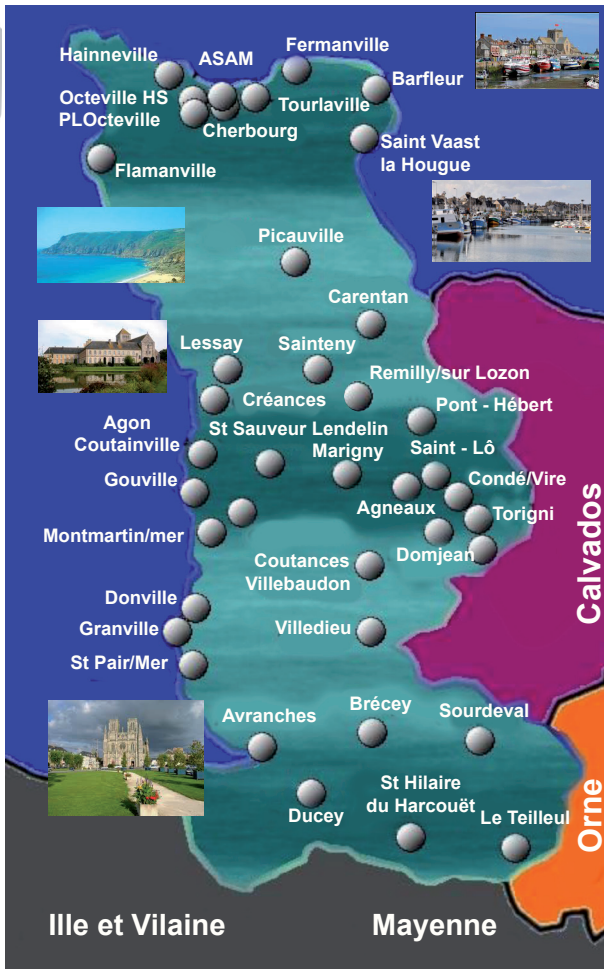 Hainneville
ASAM
Fermanville
Barfleur
Octeville HS
PLOcteville
Tourlaville
Cherbourg
Saint Vaast
la Hougue
Flamanville
Picauville
Carentan
Lessay
Sainteny
Remilly/sur Lozon
Créances
Pont - Hébert
Agon
Coutainville
St Sauveur Lendelin
Marigny
Saint - Lô
Gouville
Condé/Vire
Agneaux
Torigni
Montmartin/mer
Domjean
Coutances
Villebaudon
Calvados
Donville
Granville
Villedieu
St Pair/Mer
Avranches
Brécey
Sourdeval
St Hilaire
du Harcouët
Ducey
Le Teilleul
Orne
Ille et Vilaine
Mayenne